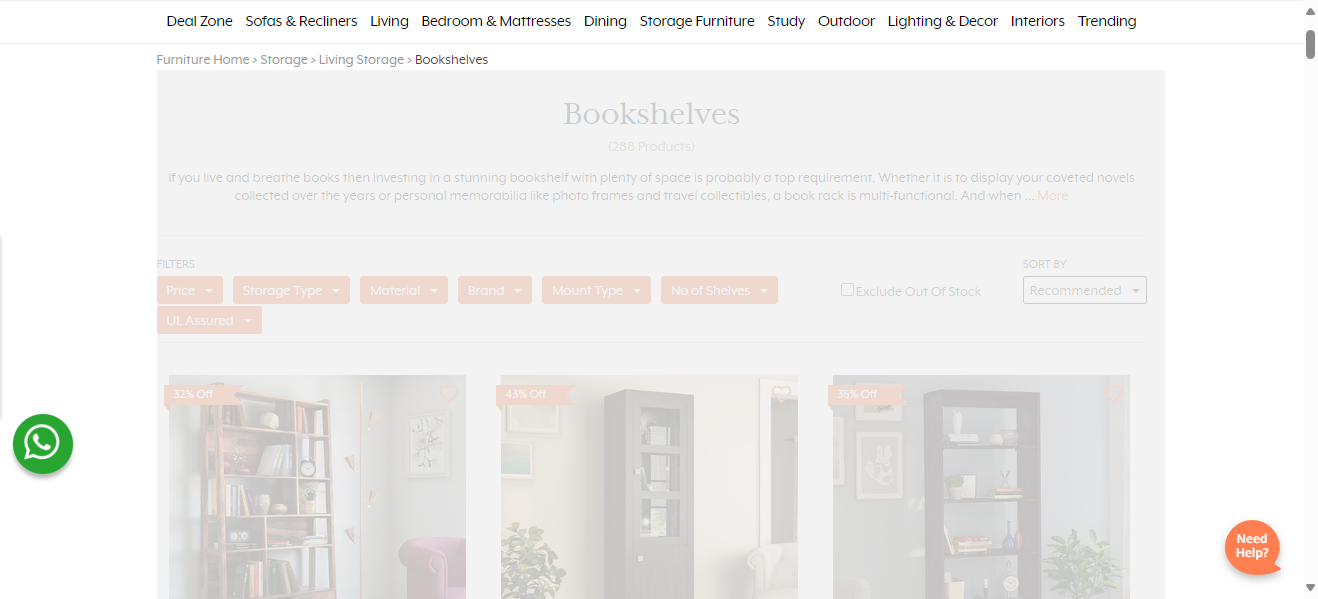 Deal Zone Sofas & Recliners Living Bedroom & Mattresses Dining Storage Furniture Study Outdoor Lighting & Decor Interiors Trending
Furniture Home > Storage > Living Storage > Bookshelves
Bookshelves
(288 Products)
If you live and breathe books then investing in a stunning bookshelf with plenty of space is probably a top requirement. Whether it is to display your coveted novels
collected over the years or personal memorabilia like photo frames and travel collectibles, a book rack is multi-functional. And when ... More
FILTERS
SORT BY
Price Storage Type Material Brand Mount Type No of Shelves
Exclude Out Of Stock
Recommended
UL Assured
32% Off
43% Off
35% Off
Need
Help?